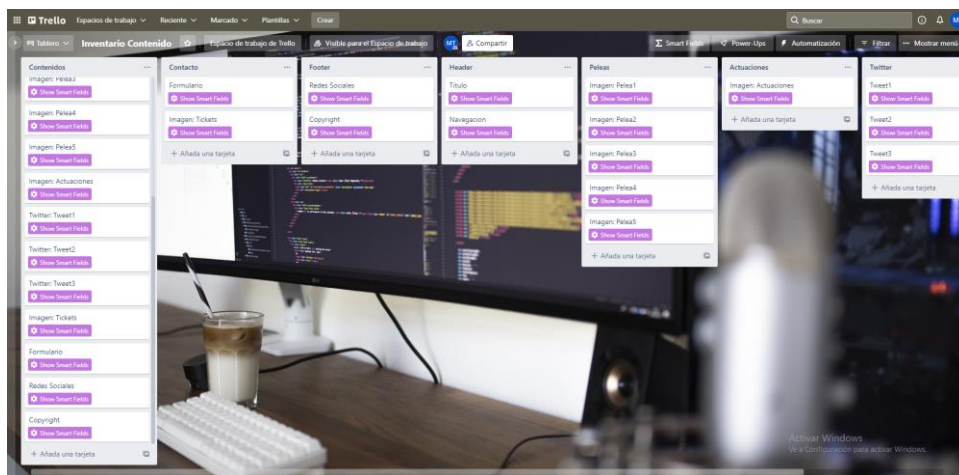 Trello Espacios de trabajo Reciente Marcado Plantillas Crear Buscar
Tablero Inventario Contenido Espacio de trabajo de Trello Visible para el Espacio de trabajo MT Compartir Smart Fields Power-Ups Automatización Filtrar Mostrar menú
Contenidos
Imagen: Pelea3
Show Smart Fields
Imagen: Pelea4
Show Smart Fields
Imagen: Pelea5
Show Smart Fields
Imagen: Actuaciones
Show Smart Fields
Twitter: Tweet1
Show Smart Fields
Twitter: Tweet2
Show Smart Fields
Twitter: Tweet3
Show Smart Fields
Imagen: Tickets
Show Smart Fields
Formulario
Show Smart Fields
Redes Sociales
Show Smart Fields
Copyright
Show Smart Fields
+ Añada una tarjeta
Contacto
Formulario
Show Smart Fields
Imagen: Tickets
Show Smart Fields
+ Añada una tarjeta
Footer
Redes Sociales
Show Smart Fields
Copyright
Show Smart Fields
+ Añada una tarjeta
Header
Titulo
Show Smart Fields
Navegacion
Show Smart Fields
+ Añada una tarjeta
Peleas
Imagen: Pelea1
Show Smart Fields
Imagen: Pelea2
Show Smart Fields
Imagen: Pelea3
Show Smart Fields
Imagen: Pelea4
Show Smart Fields
Imagen: Pelea5
Show Smart Fields
+ Añada una tarjeta
Actuaciones
Imagen: Actuaciones
Show Smart Fields
+ Añada una tarjeta
Twitter
Tweet1
Show Smart Fields
Tweet2
Show Smart Fields
Tweet3
Show Smart Fields
+ Añada una tarjeta
Activar Windows
Ve a Configuración para activar Windows.